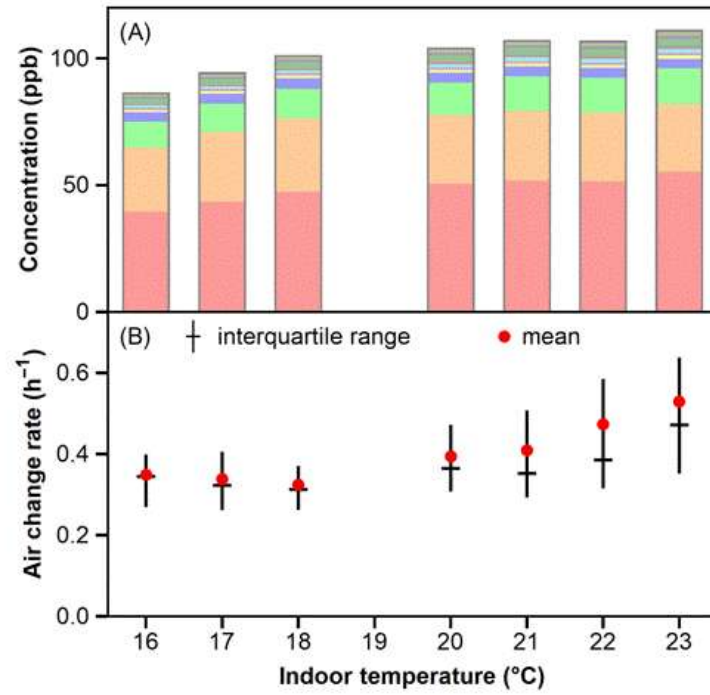 (A)
100
50
0
Concentration (ppb)
(B) interquartile range mean
0.6
0.4
0.2
0.0
Air change rate (h⁻¹)
16 17 18 19 20 21 22 23
Indoor temperature (°C)